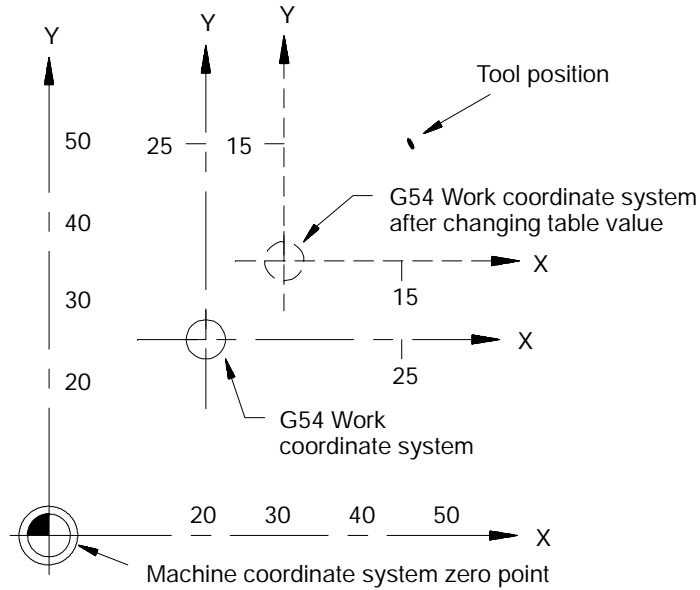 Y
Y
Y
Tool position
50
25
15
G54 Work coordinate system
after changing table value
40
X
30
15
X
20
25
G54 Work
coordinate system
20
30
40
50
X
Machine coordinate system zero point